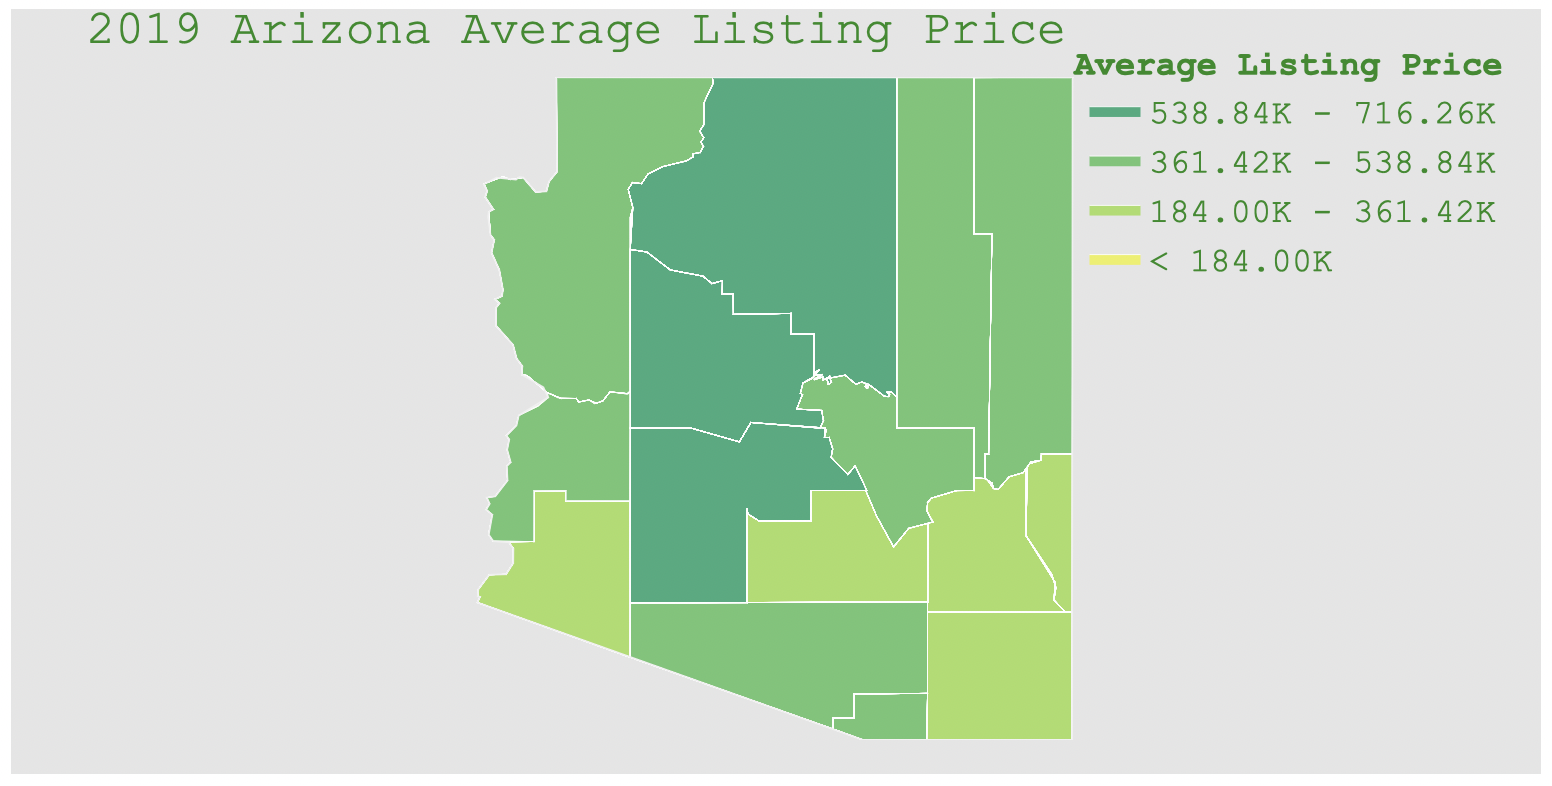 2019 Arizona Average Listing Price
Average Listing Price
538.84K - 716.26K
361.42K - 538.84K
184.00K - 361.42K
< 184.00K